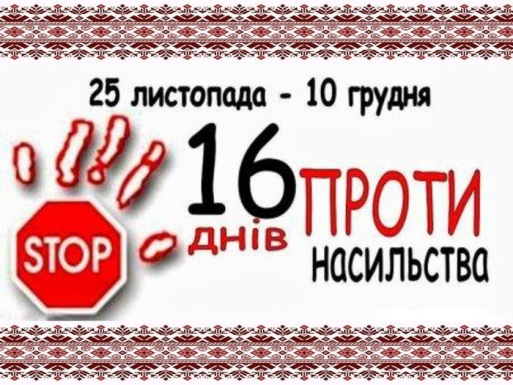 25 листопада - 10 грудня
16
днів
ПРОТИ
насильства
STOP